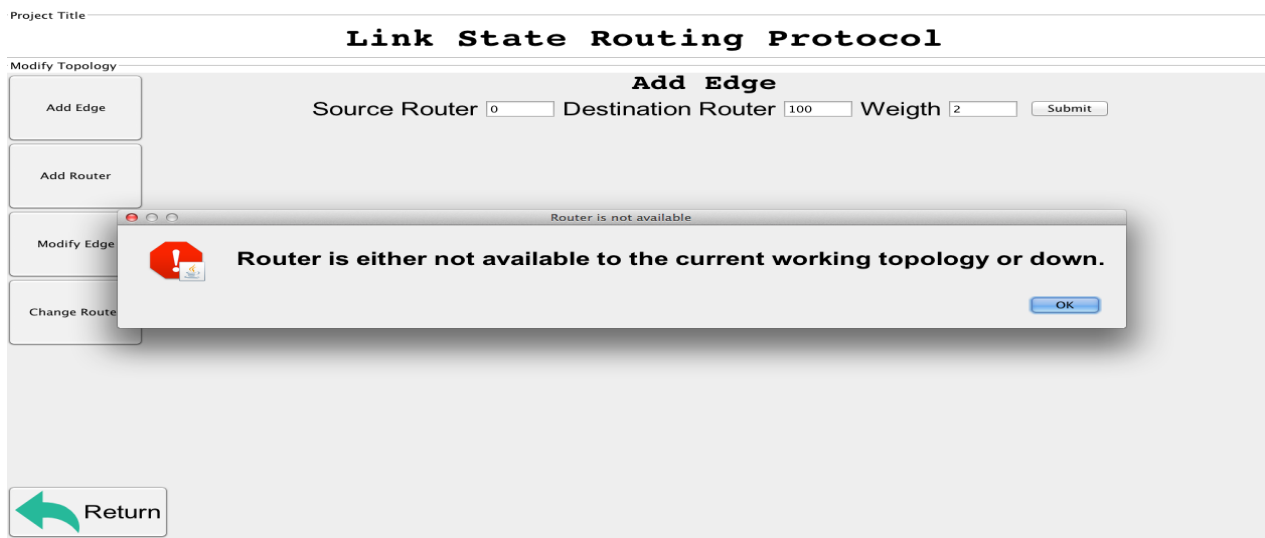 Project Title
Link State Routing Protocol
Modify Topology
Add Edge
Add Edge
Source Router 0 Destination Router 100 Weigth 2 Submit
Add Router
Router is not available
Modify Edge
Router is either not available to the current working topology or down.
OK
Change Route
Return